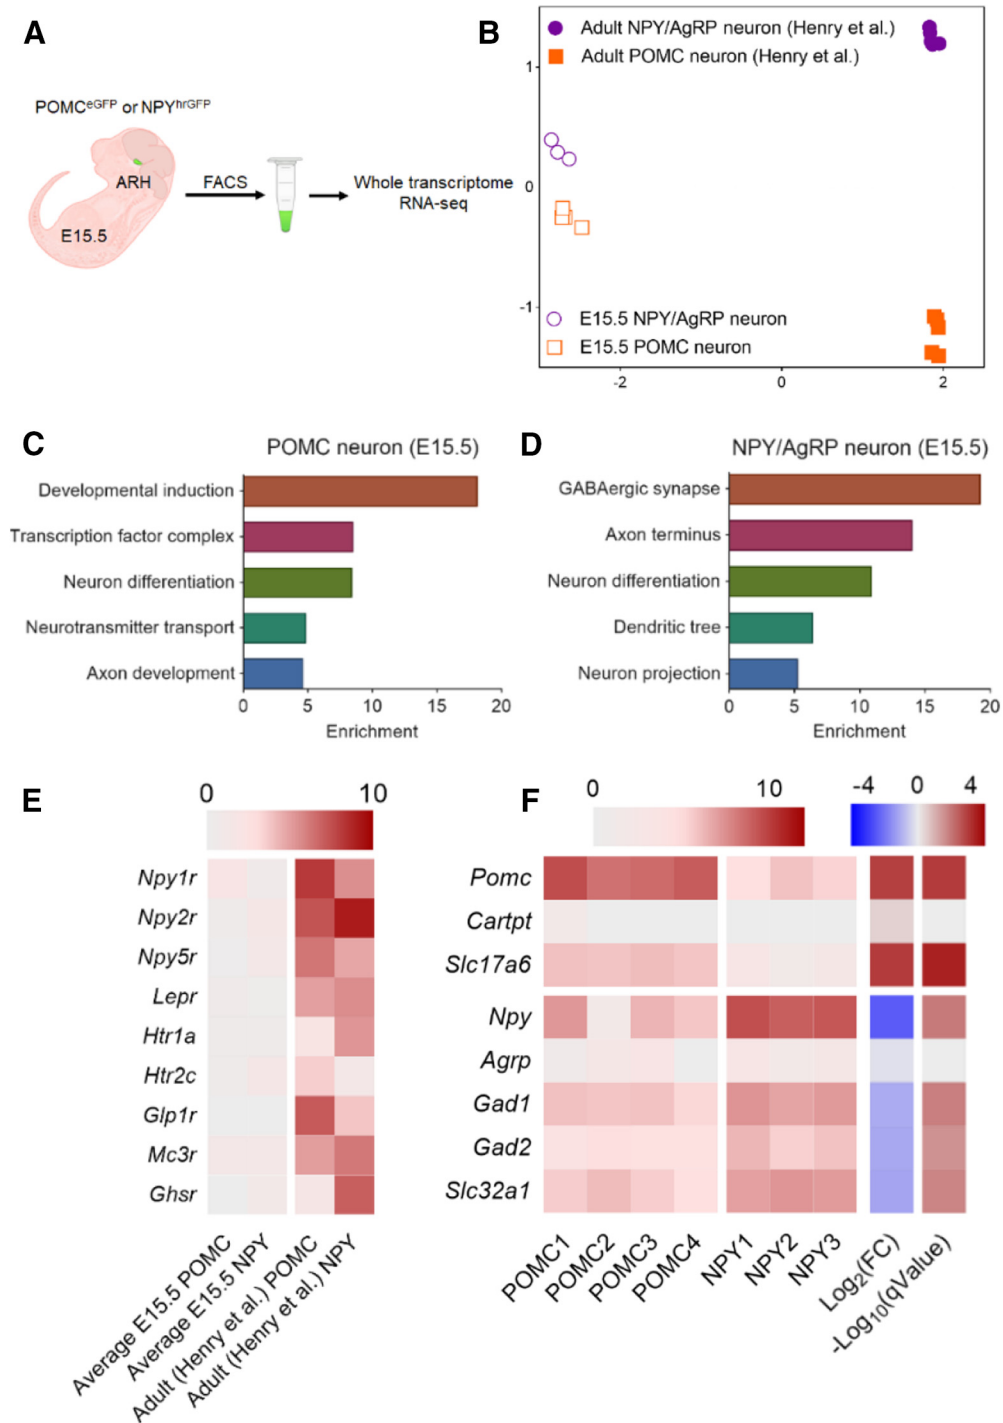 A
POMCeGFP or NPYhrGFP
ARH
E15.5
FACS
Whole transcriptome
RNA-seq
B
Adult NPY/AgRP neuron (Henry et al.)
Adult POMC neuron (Henry et al.)
1
0
-1
E15.5 NPY/AgRP neuron
E15.5 POMC neuron
-2 0 2
C
POMC neuron (E15.5)
Developmental induction
Transcription factor complex
Neuron differentiation
Neurotransmitter transport
Axon development
0 5 10 15 20
Enrichment
D
NPY/AgRP neuron (E15.5)
GABAergic synapse
Axon terminus
Neuron differentiation
Dendritic tree
Neuron projection
0 5 10 15 20
Enrichment
E
0 10
Npy1r
Npy2r
Npy5r
Lepr
Htr1a
Htr2c
Glp1r
Mc3r
Ghsr
Average E15.5 POMC
Average E15.5 NPY
Adult (Henry et al.) POMC
Adult (Henry et al.) NPY
F
0 10
-4 0 4
Pomc
Cartpt
Slc17a6
Npy
Agrp
Gad1
Gad2
Slc32a1
POMC1
POMC2
POMC3
POMC4
NPY1
NPY2
NPY3
Log2(FC)
-Log10(qValue)